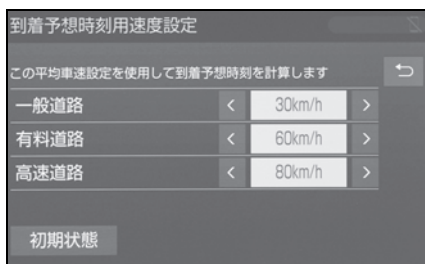 到着予想時刻用速度設定
この平均車速設定を使用して到着予想時刻を計算します
一般道路 < 30km/h >
有料道路 < 60km/h >
高速道路 < 80km/h >
初期状態